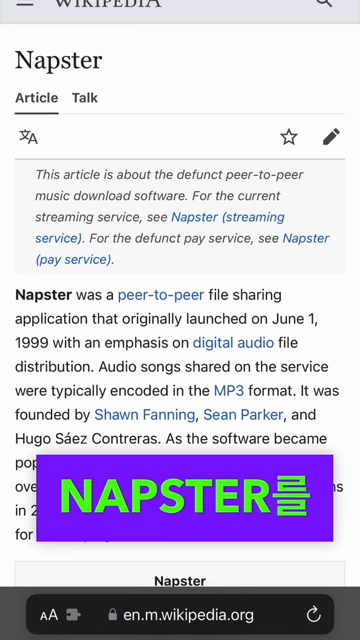 WIKIPEDIA
Napster
Article Talk
This article is about the defunct peer-to-peer
music download software. For the current
streaming service, see Napster (streaming
service). For the defunct pay service, see Napster
(pay service).
Napster was a peer-to-peer file sharing
application that originally launched on June 1,
1999 with an emphasis on digital audio file
distribution. Audio songs shared on the service
were typically encoded in the MP3 format. It was
founded by Shawn Fanning, Sean Parker, and
Hugo Sáez Contreras. As the software became
NAPSTER를
in 2
for
Napster
AA en.m.wikipedia.org